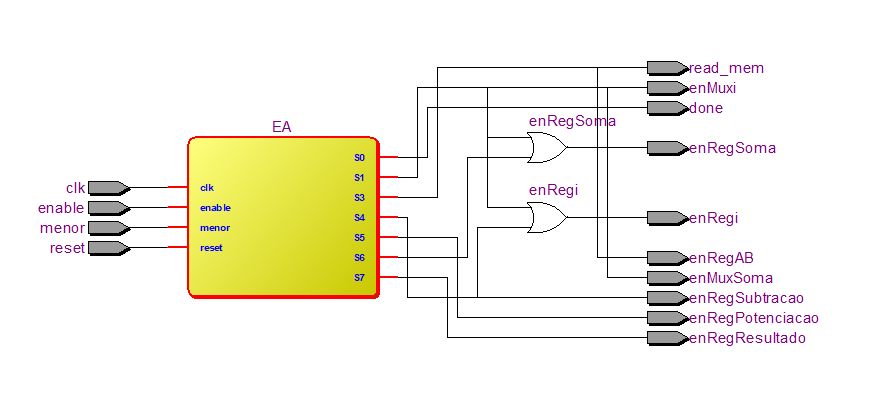 EA
clk
enable
menor
reset
clk
enable
menor
reset
S0
S1
S3
S4
S5
S6
S7
enRegSoma
enRegi
read_mem
enMuxi
done
enRegSoma
enRegi
enRegAB
enMuxSoma
enRegSubtracao
enRegPotenciacao
enRegResultado